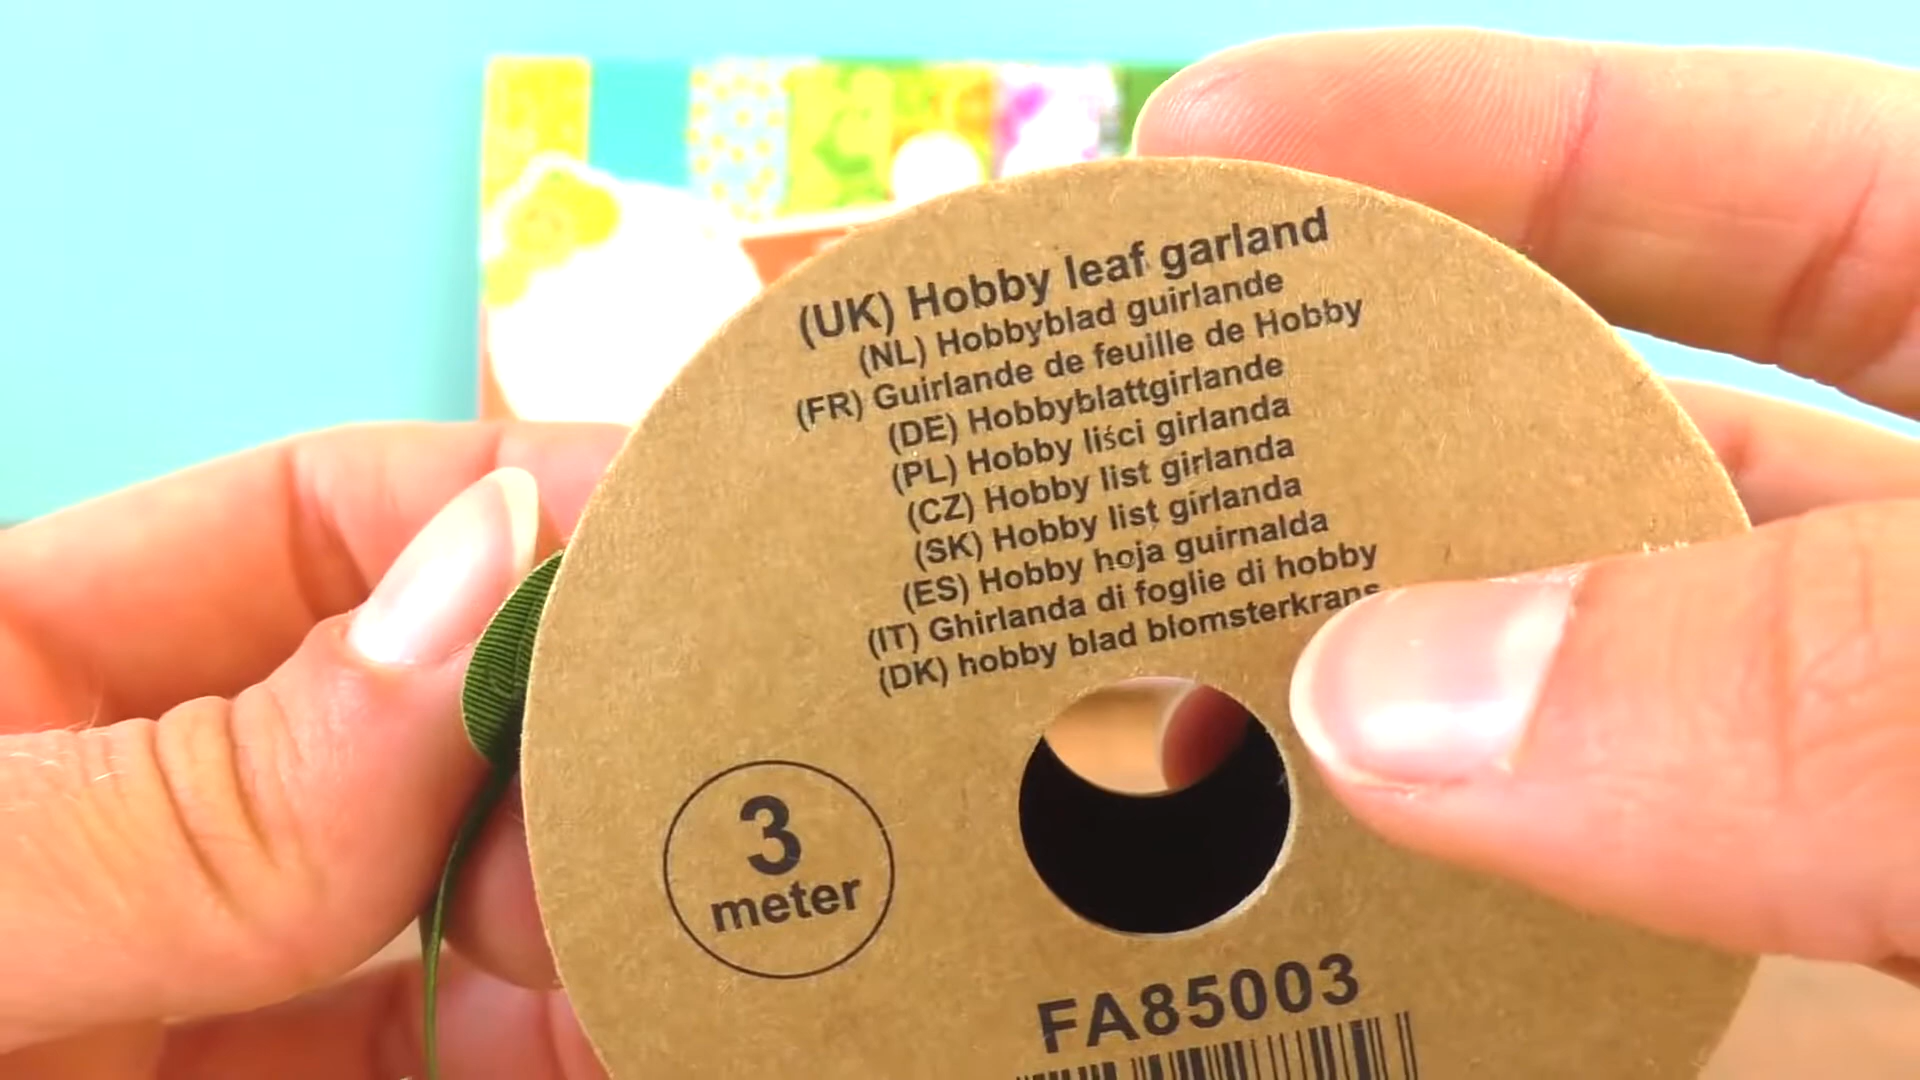 (UK) Hobby leaf garland
(NL) Hobbyblad guirlande
(FR) Guirlande de feuille de Hobby
(DE) Hobbyblattgirlande
(PL) Hobby liści girlanda
(CZ) Hobby list girlanda
(SK) Hobby list girlanda
(ES) Hobby hoja guirnalda
(IT) Ghirlanda di foglie di hobby
(DK) hobby blad blomsterkrans
3
meter
FA85003